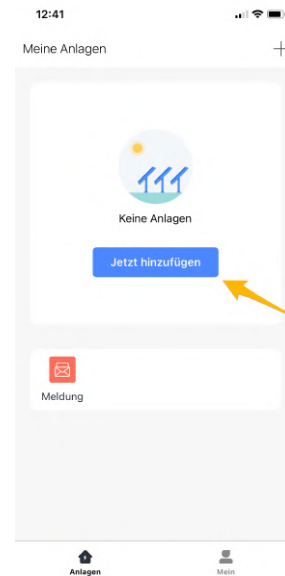 12:41
Meine Anlagen
Keine Anlagen
Jetzt hinzufügen
Meldung
Anlagen
Mein